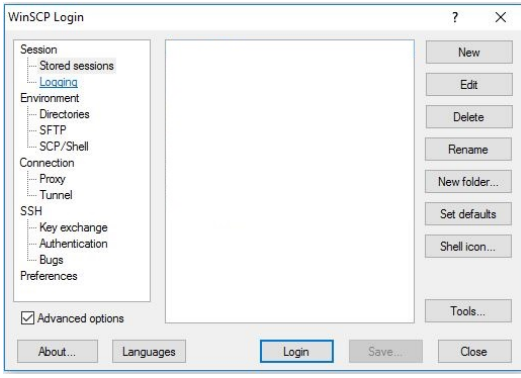 WinSCP Login
?
Session
Stored sessions
Logging
Environment
Directories
SFTP
SCP/Shell
Connection
Proxy
Tunnel
SSH
Key exchange
Authentication
Bugs
Preferences
Advanced options
New
Edit
Delete
Rename
New folder...
Set defaults
Shell icon...
Tools...
About...
Languages
Login
Save...
Close